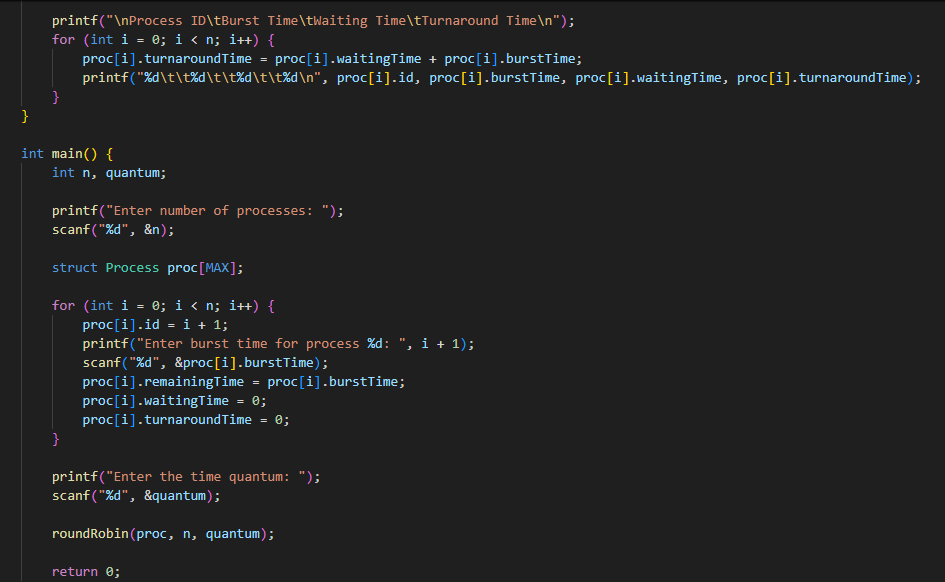 printf("\nProcess ID\tBurst Time\tWaiting Time\tTurnaround Time\n");
for (int i = 0; i < n; i++) {
proc[i].turnaroundTime = proc[i].waitingTime + proc[i].burstTime;
printf("%d\t\t%d\t\t%d\t\t%d\n", proc[i].id, proc[i].burstTime, proc[i].waitingTime, proc[i].turnaroundTime);
}
}
int main() {
int n, quantum;
printf("Enter number of processes: ");
scanf("%d", &n);
struct Process proc[MAX];
for (int i = 0; i < n; i++) {
proc[i].id = i + 1;
printf("Enter burst time for process %d: ", i + 1);
scanf("%d", &proc[i].burstTime);
proc[i].remainingTime = proc[i].burstTime;
proc[i].waitingTime = 0;
proc[i].turnaroundTime = 0;
}
printf("Enter the time quantum: ");
scanf("%d", &quantum);
roundRobin(proc, n, quantum);
return 0;